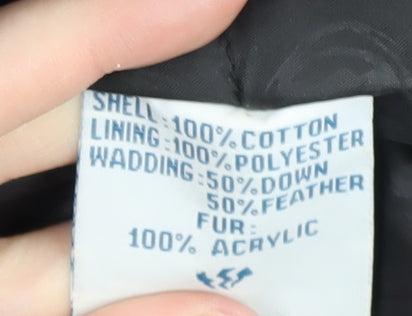 SHELL:100%COTTON
LINING:100%POLYESTER
WADDING:50%DOWN
50%FEATHER
FUR:
100% ACRYLIC